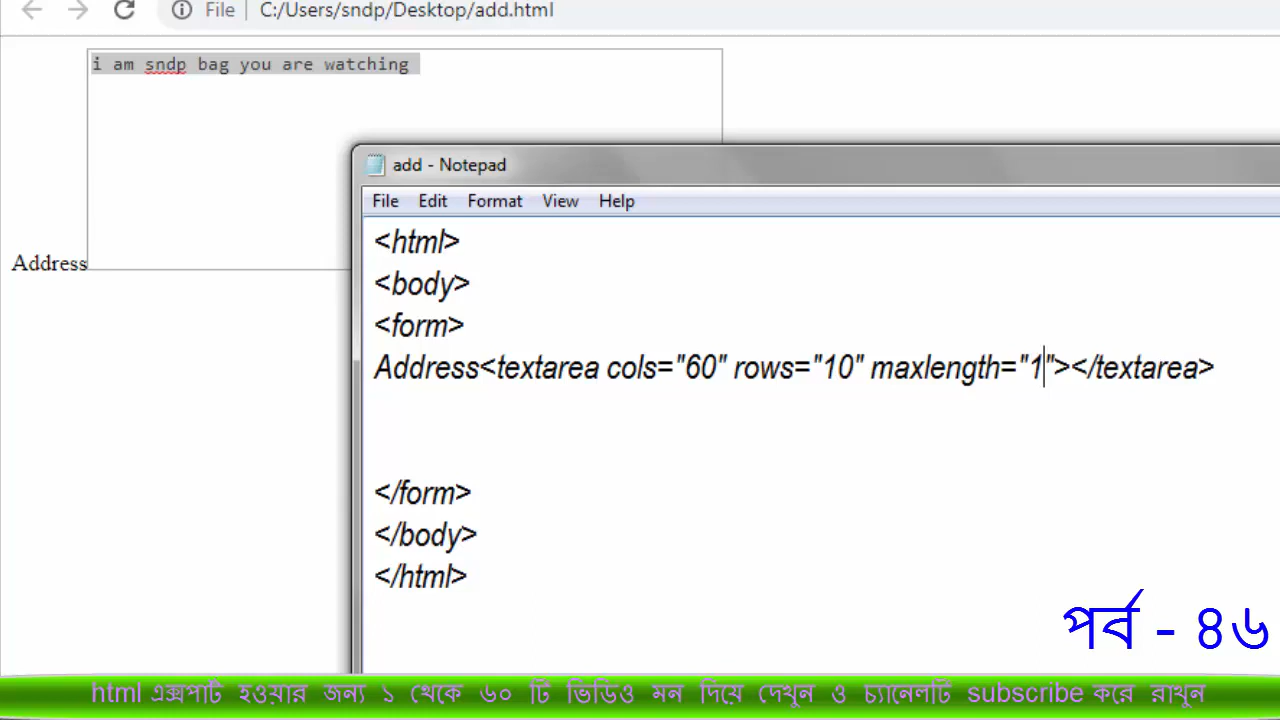 File C:/Users/sndp/Desktop/add.html
i am sndp bag you are watching
Address
add - Notepad
File Edit Format View Help
<html>
<body>
<form>
Address<textarea cols="60" rows="10" maxlength="1"></textarea>
</form>
</body>
</html>
পর্ব - ৪৬
html এক্সপার্ট হওয়ার জন্য ১ থেকে ৬০ টি ভিডিও মন দিয়ে দেখুন ও চ্যানেলটি subscribe করে রাখুন